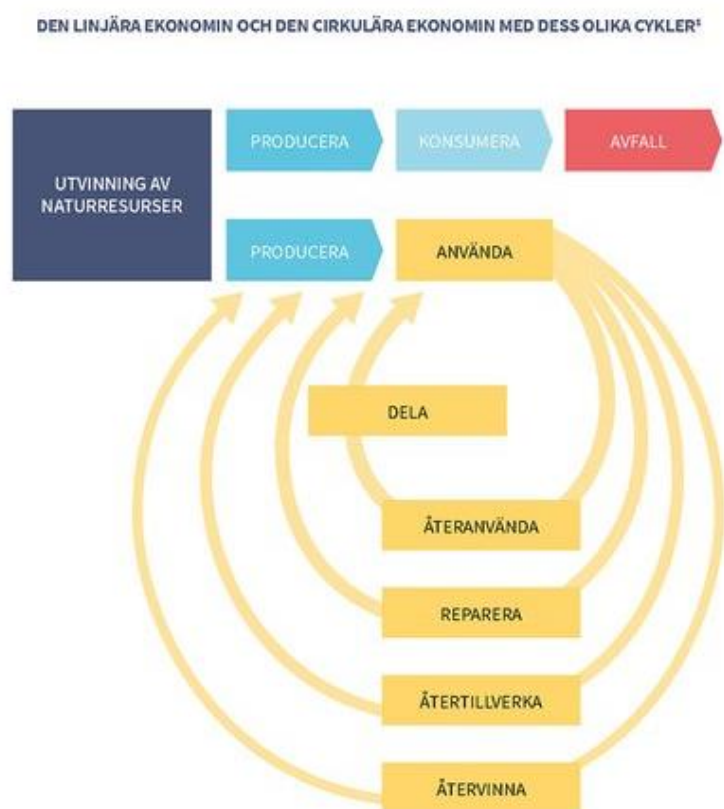 DEN LINJÄRA EKONOMIN OCH DEN CIRKULÄRA EKONOMIN MED DESS OLIKA CYKLER⁵
UTVINNING AV
NATURRESURSER
PRODUCERA
KONSUMERA
AVFALL
PRODUCERA
ANVÄNDA
DELA
ÅTERANVÄNDA
REPARERA
ÅTERTILLVERKA
ÅTERVINNA